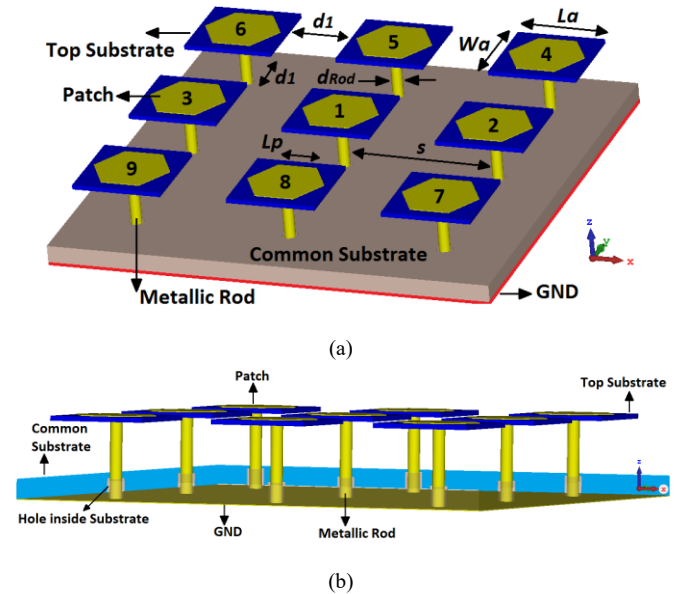 Top Substrate
6
d1
5
4
La
Wa
d1
dRod
Patch
3
1
2
Lp
s
9
8
7
Common Substrate
Metallic Rod
GND
z
y
x
(a)
Patch
Top Substrate
Common
Substrate
Hole inside Substrate
GND
Metallic Rod
z
x
(b)